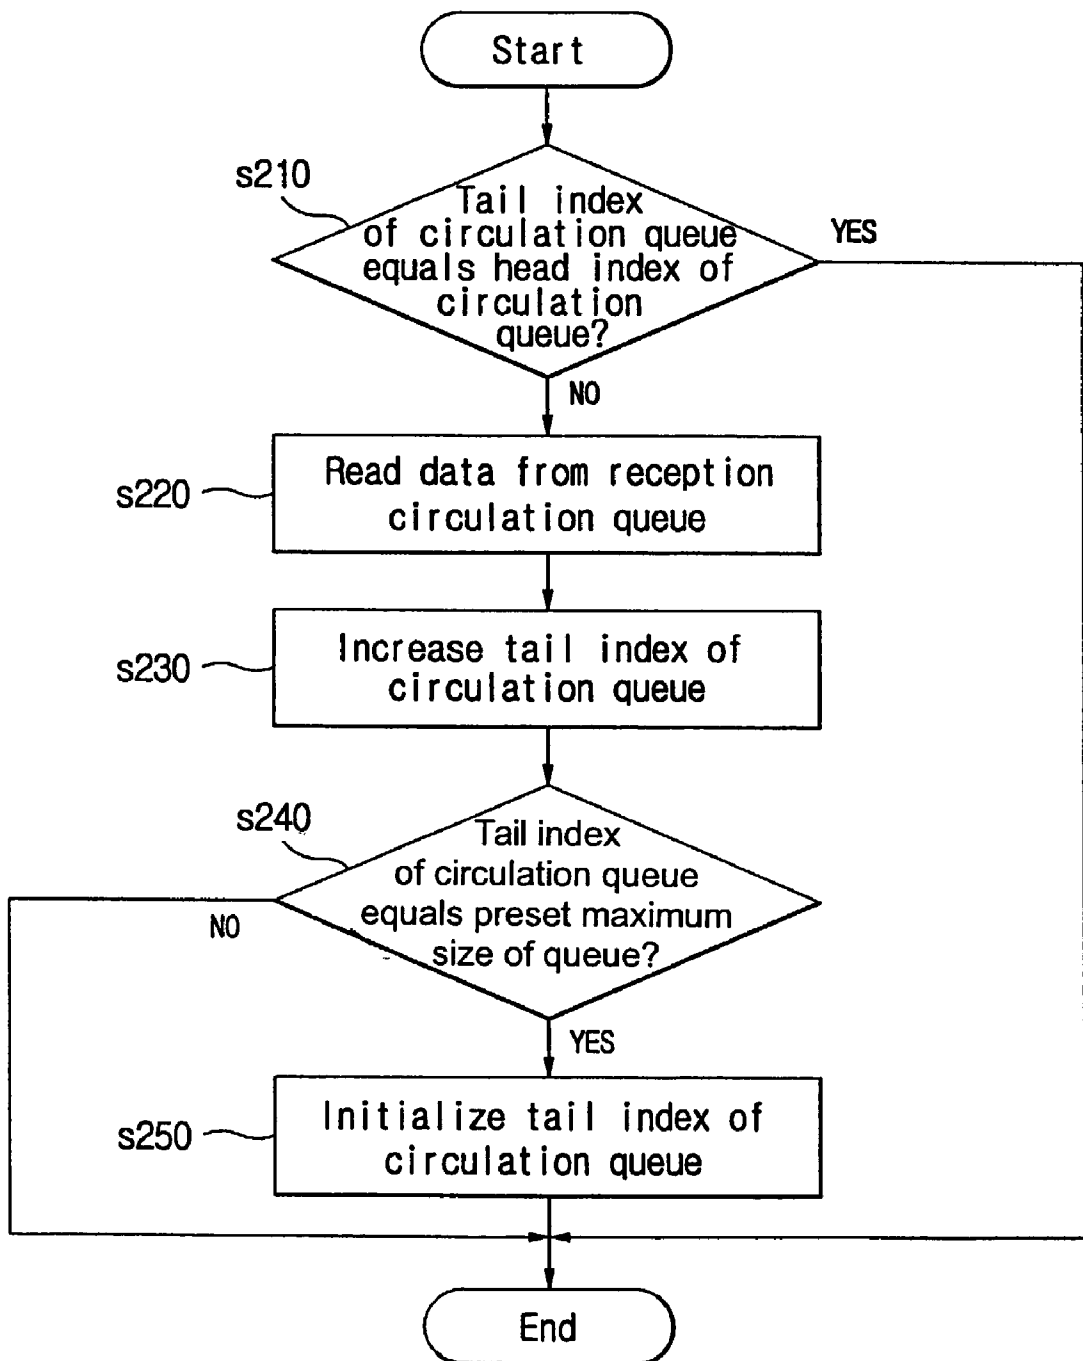 Start
s210
Tail index
of circulation queue
equals head index of
circulation
queue?
YES
NO
s220
Read data from reception
circulation queue
s230
Increase tail index of
circulation queue
s240
Tail index
of circulation queue
equals preset maximum
size of queue?
NO
YES
s250
Initialize tail index of
circulation queue
End